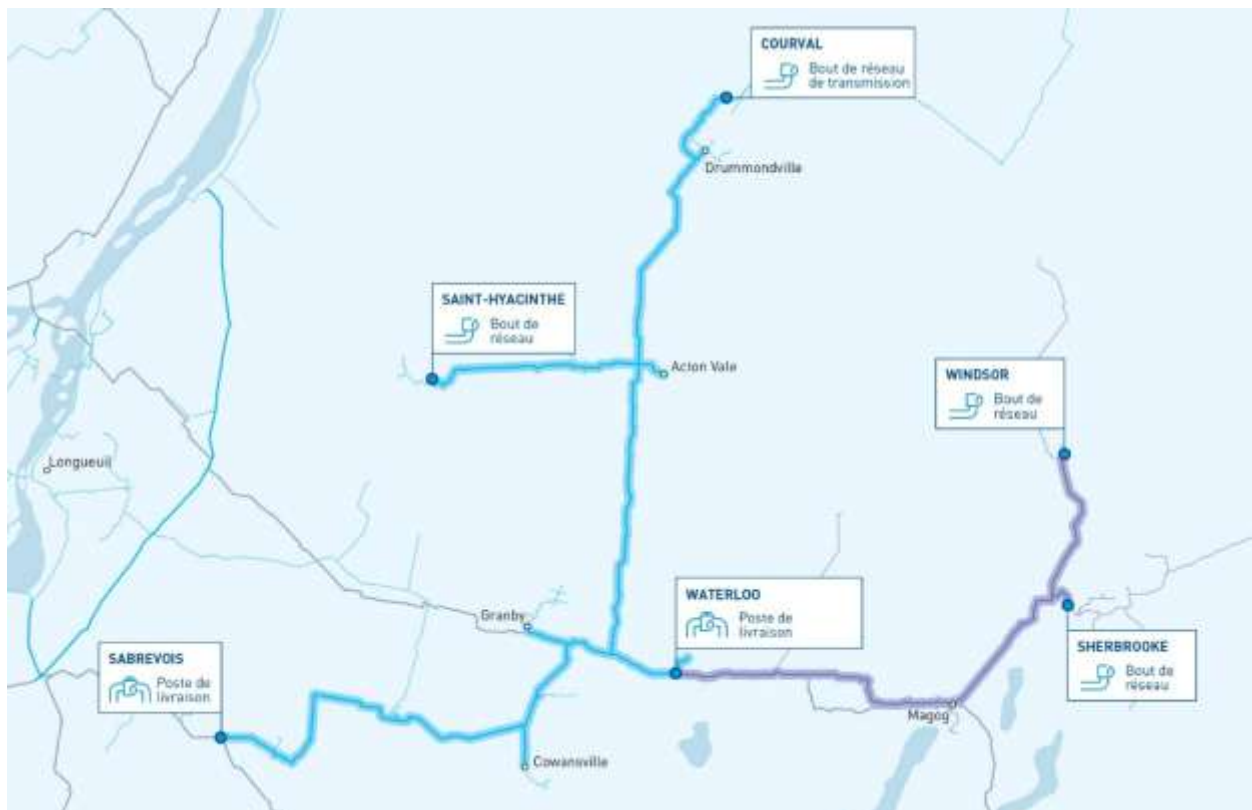 COURVAL
Bout de réseau
de transmission
Drummondville
SAINT-HYACINTHE
Bout de
réseau
Acton Vale
WINDSOR
Bout de
réseau
Longueuil
WATERLOO
Poste de
livraison
Granby
SHERBROOKE
Bout de
réseau
SABREVOIS
Poste de
livraison
Magog
Cowansville